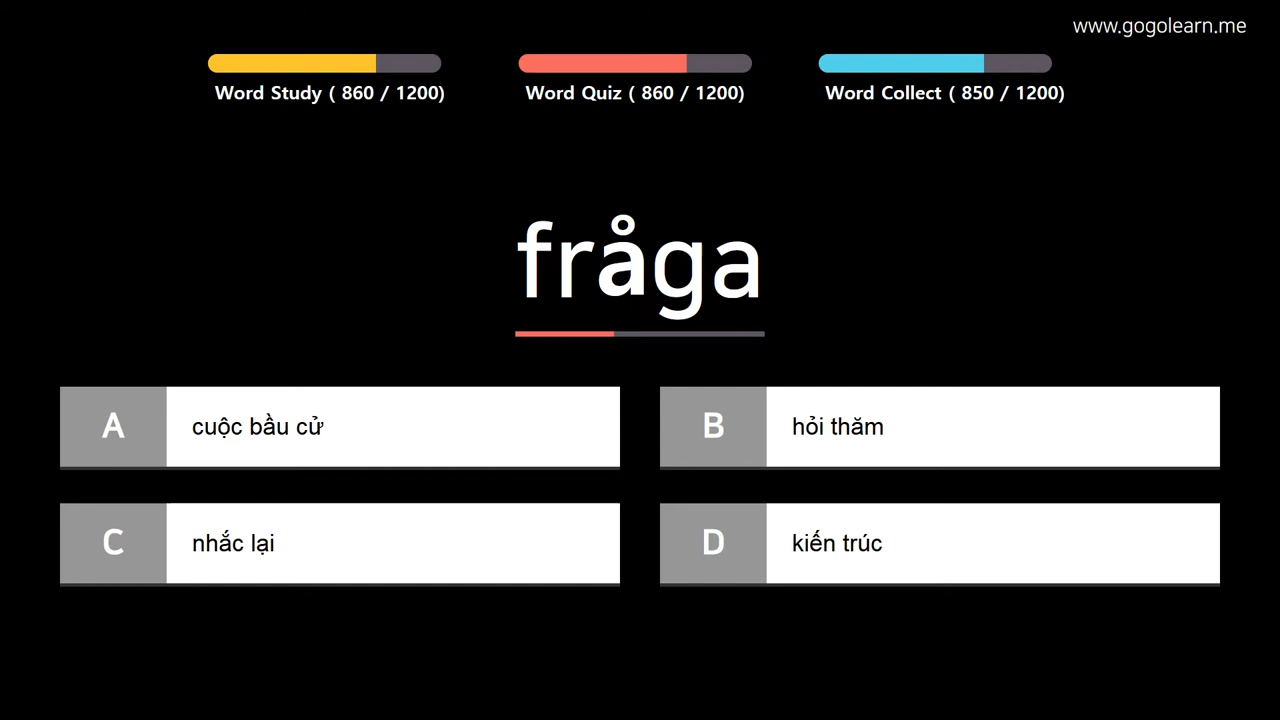 www.gogolearn.me
Word Study ( 860 / 1200)
Word Quiz ( 860 / 1200)
Word Collect ( 850 / 1200)
fråga
A cuộc bầu cử
B hỏi thăm
C nhắc lại
D kiến trúc